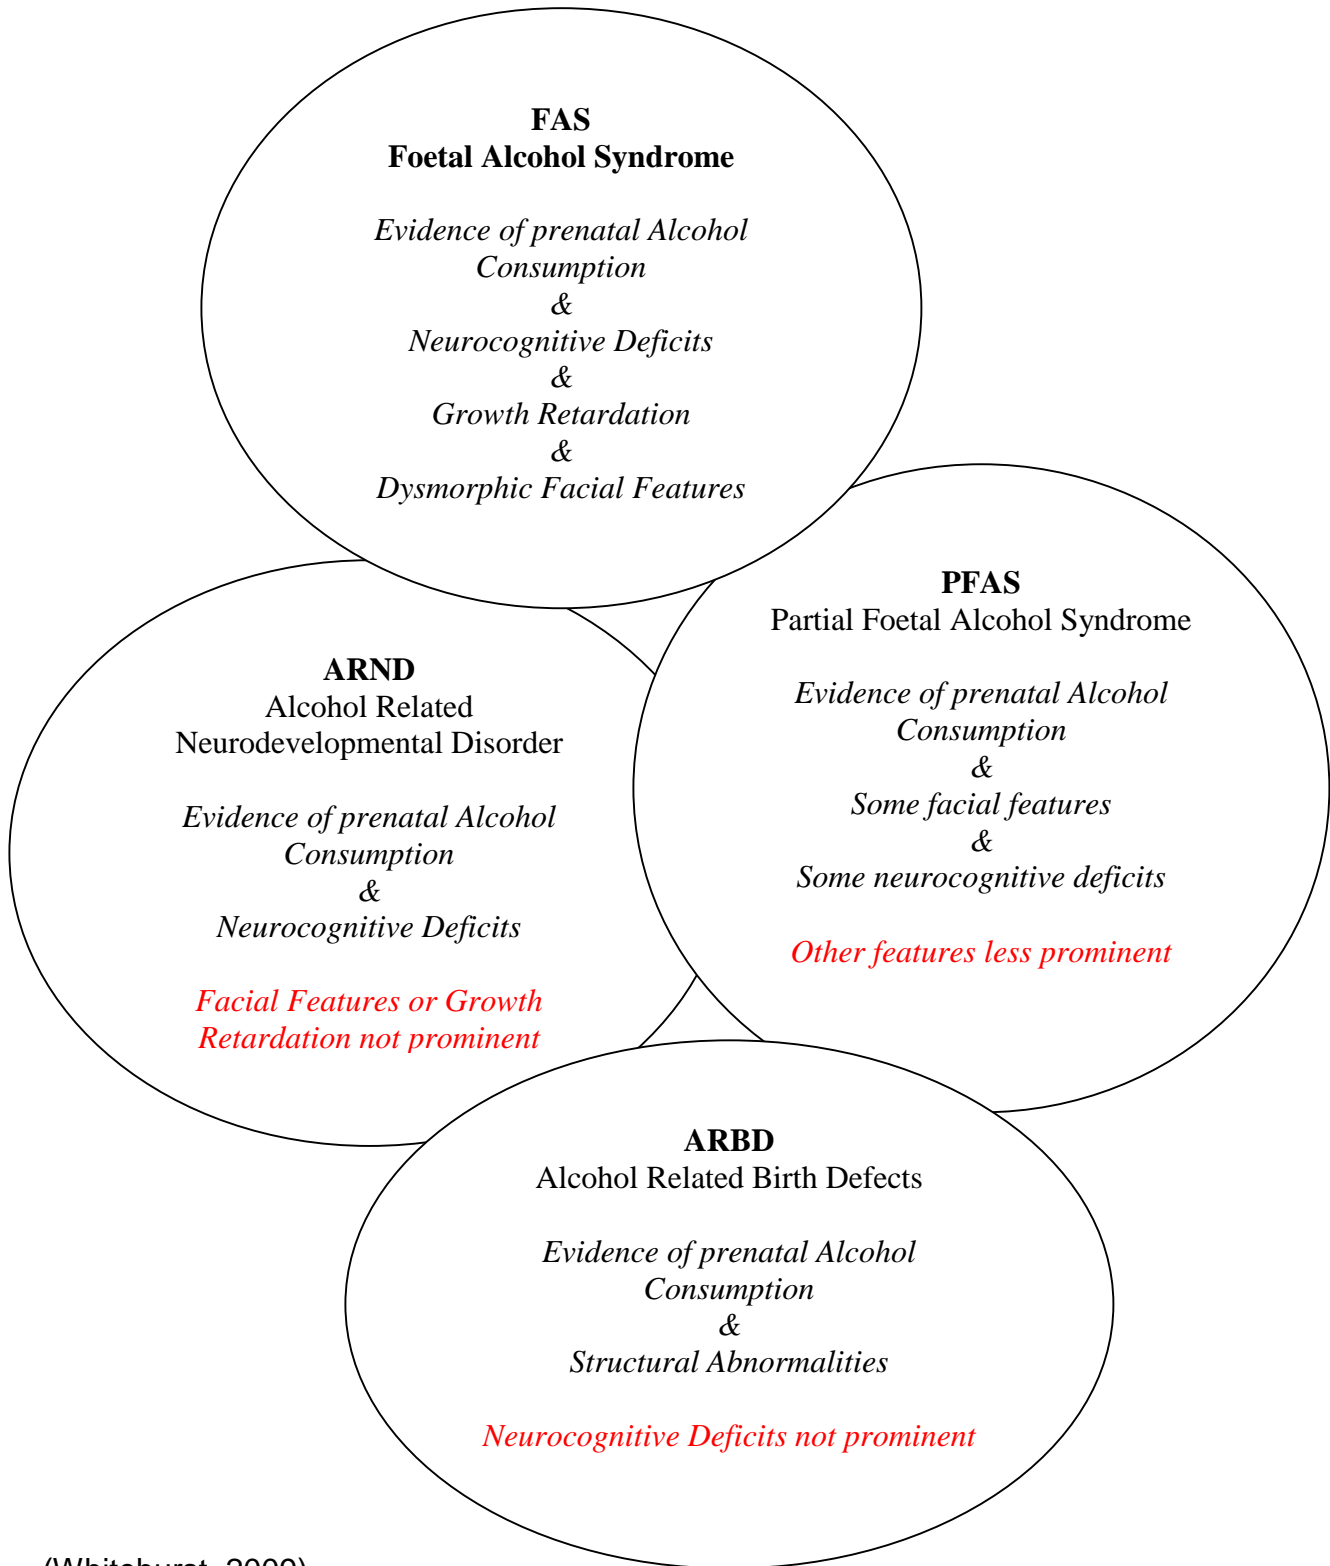 FAS
Foetal Alcohol Syndrome
Evidence of prenatal Alcohol
Consumption
&
Neurocognitive Deficits
&
Growth Retardation
&
Dysmorphic Facial Features
PFAS
Partial Foetal Alcohol Syndrome
Evidence of prenatal Alcohol
Consumption
&
Some facial features
&
Some neurocognitive deficits
Other features less prominent
ARND
Alcohol Related
Neurodevelopmental Disorder
Evidence of prenatal Alcohol
Consumption
&
Neurocognitive Deficits
Facial Features or Growth
Retardation not prominent
ARBD
Alcohol Related Birth Defects
Evidence of prenatal Alcohol
Consumption
&
Structural Abnormalities
Neurocognitive Deficits not prominent
(Whitehurst, 2009)